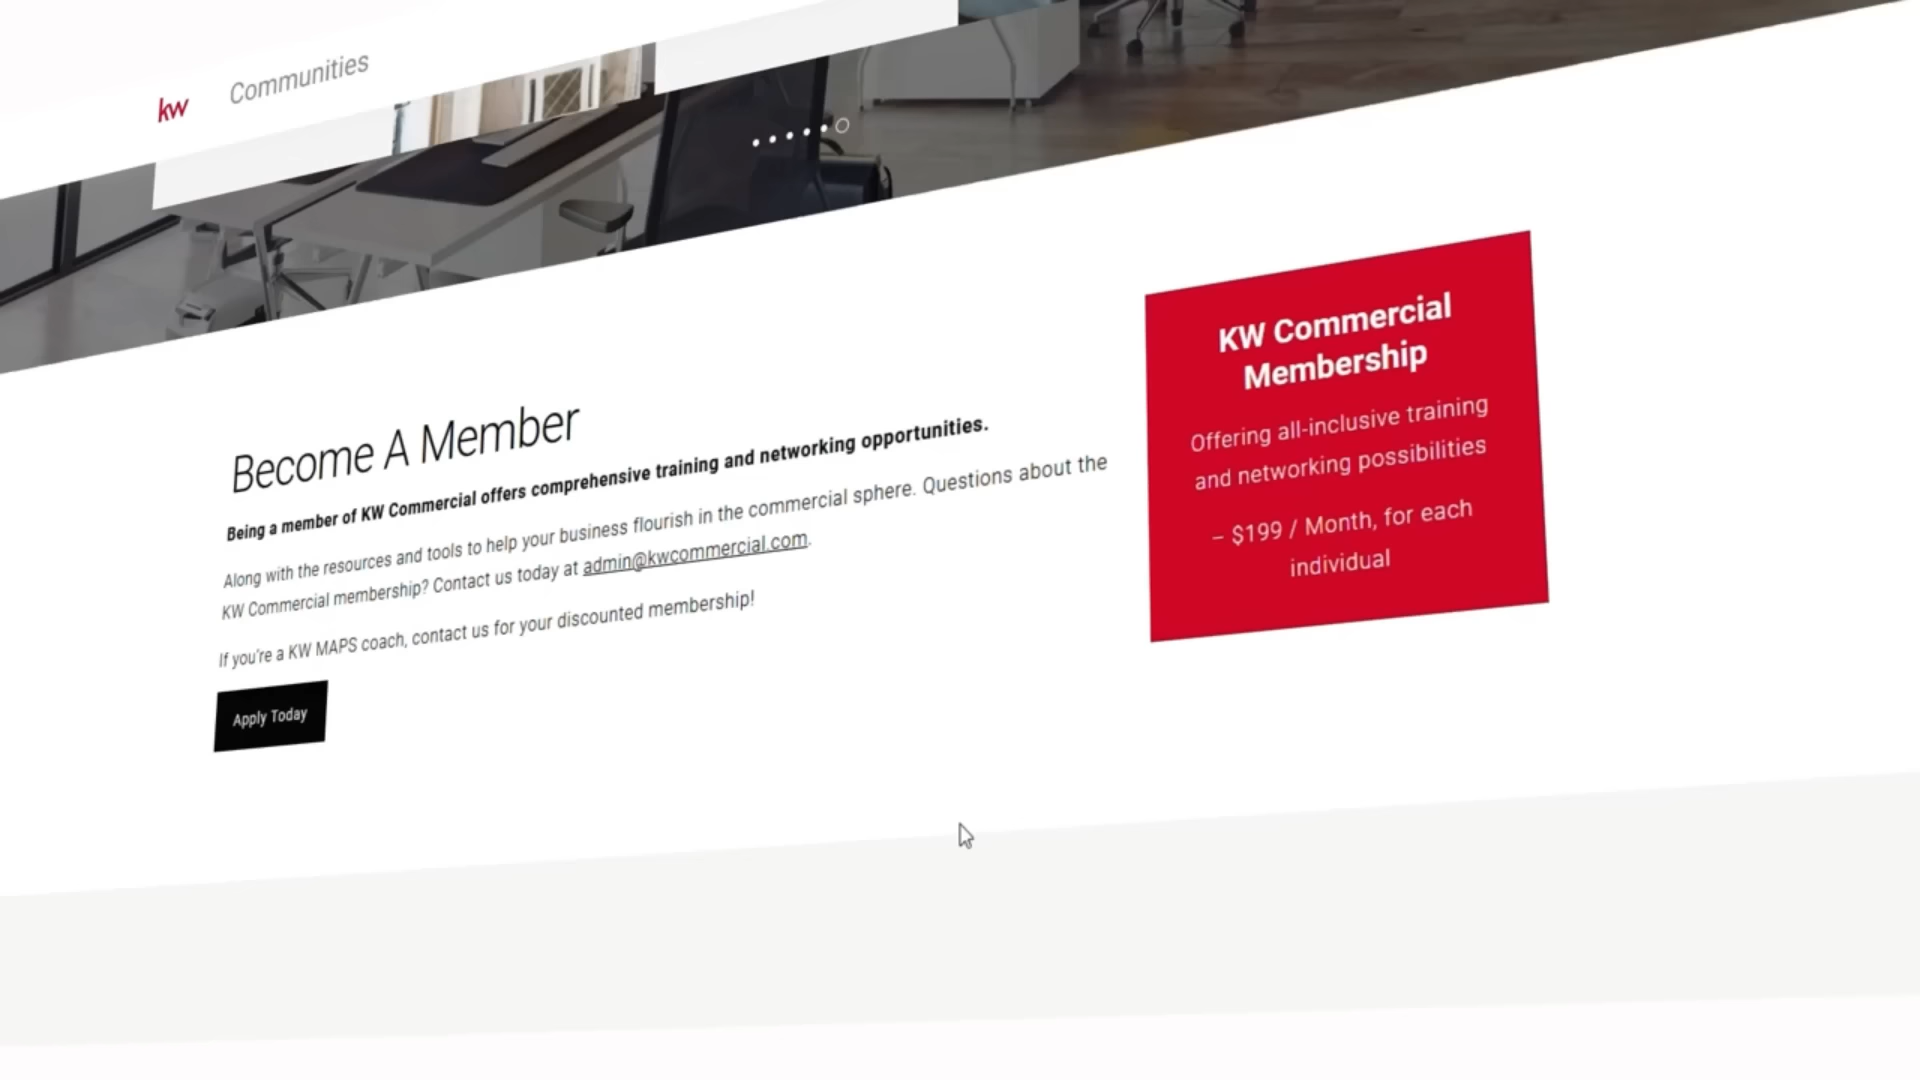 kw Communities
Become A Member
Being a member of KW Commercial offers comprehensive training and networking opportunities.
Along with the resources and tools to help your business flourish in the commercial sphere. Questions about the
KW Commercial membership? Contact us today at admin@kwcommercial.com.
If you're a KW MAPS coach, contact us for your discounted membership!
Apply Today
KW Commercial
Membership
Offering all-inclusive training
and networking possibilities
– $199 / Month, for each
individual